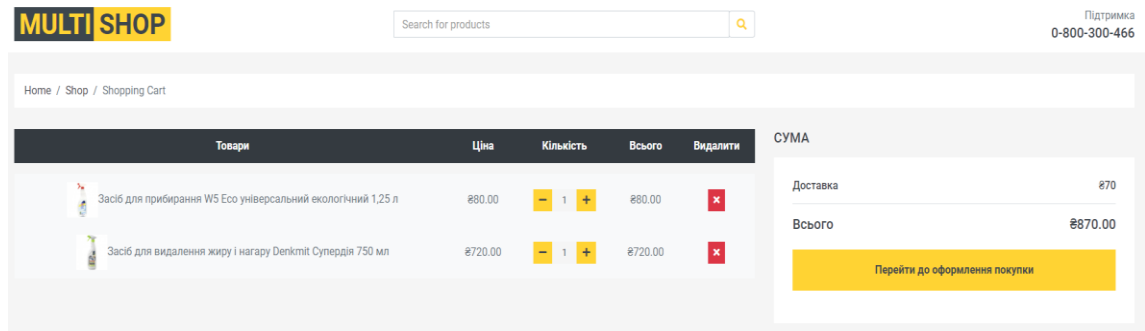 MULTI SHOP
Search for products
Підтримка
0-800-300-466
Home / Shop / Shopping Cart
Товари Ціна Кількість Всього Видалити
Засіб для прибирання W5 Eco універсальний екологічний 1,25 л ₴80.00 − 1 + ₴80.00 x
Засіб для видалення жиру і нагару Denkmit Супердія 750 мл ₴720.00 − 1 + ₴720.00 x
СУМА
Доставка ₴70
Всього ₴870.00
Перейти до оформлення покупки